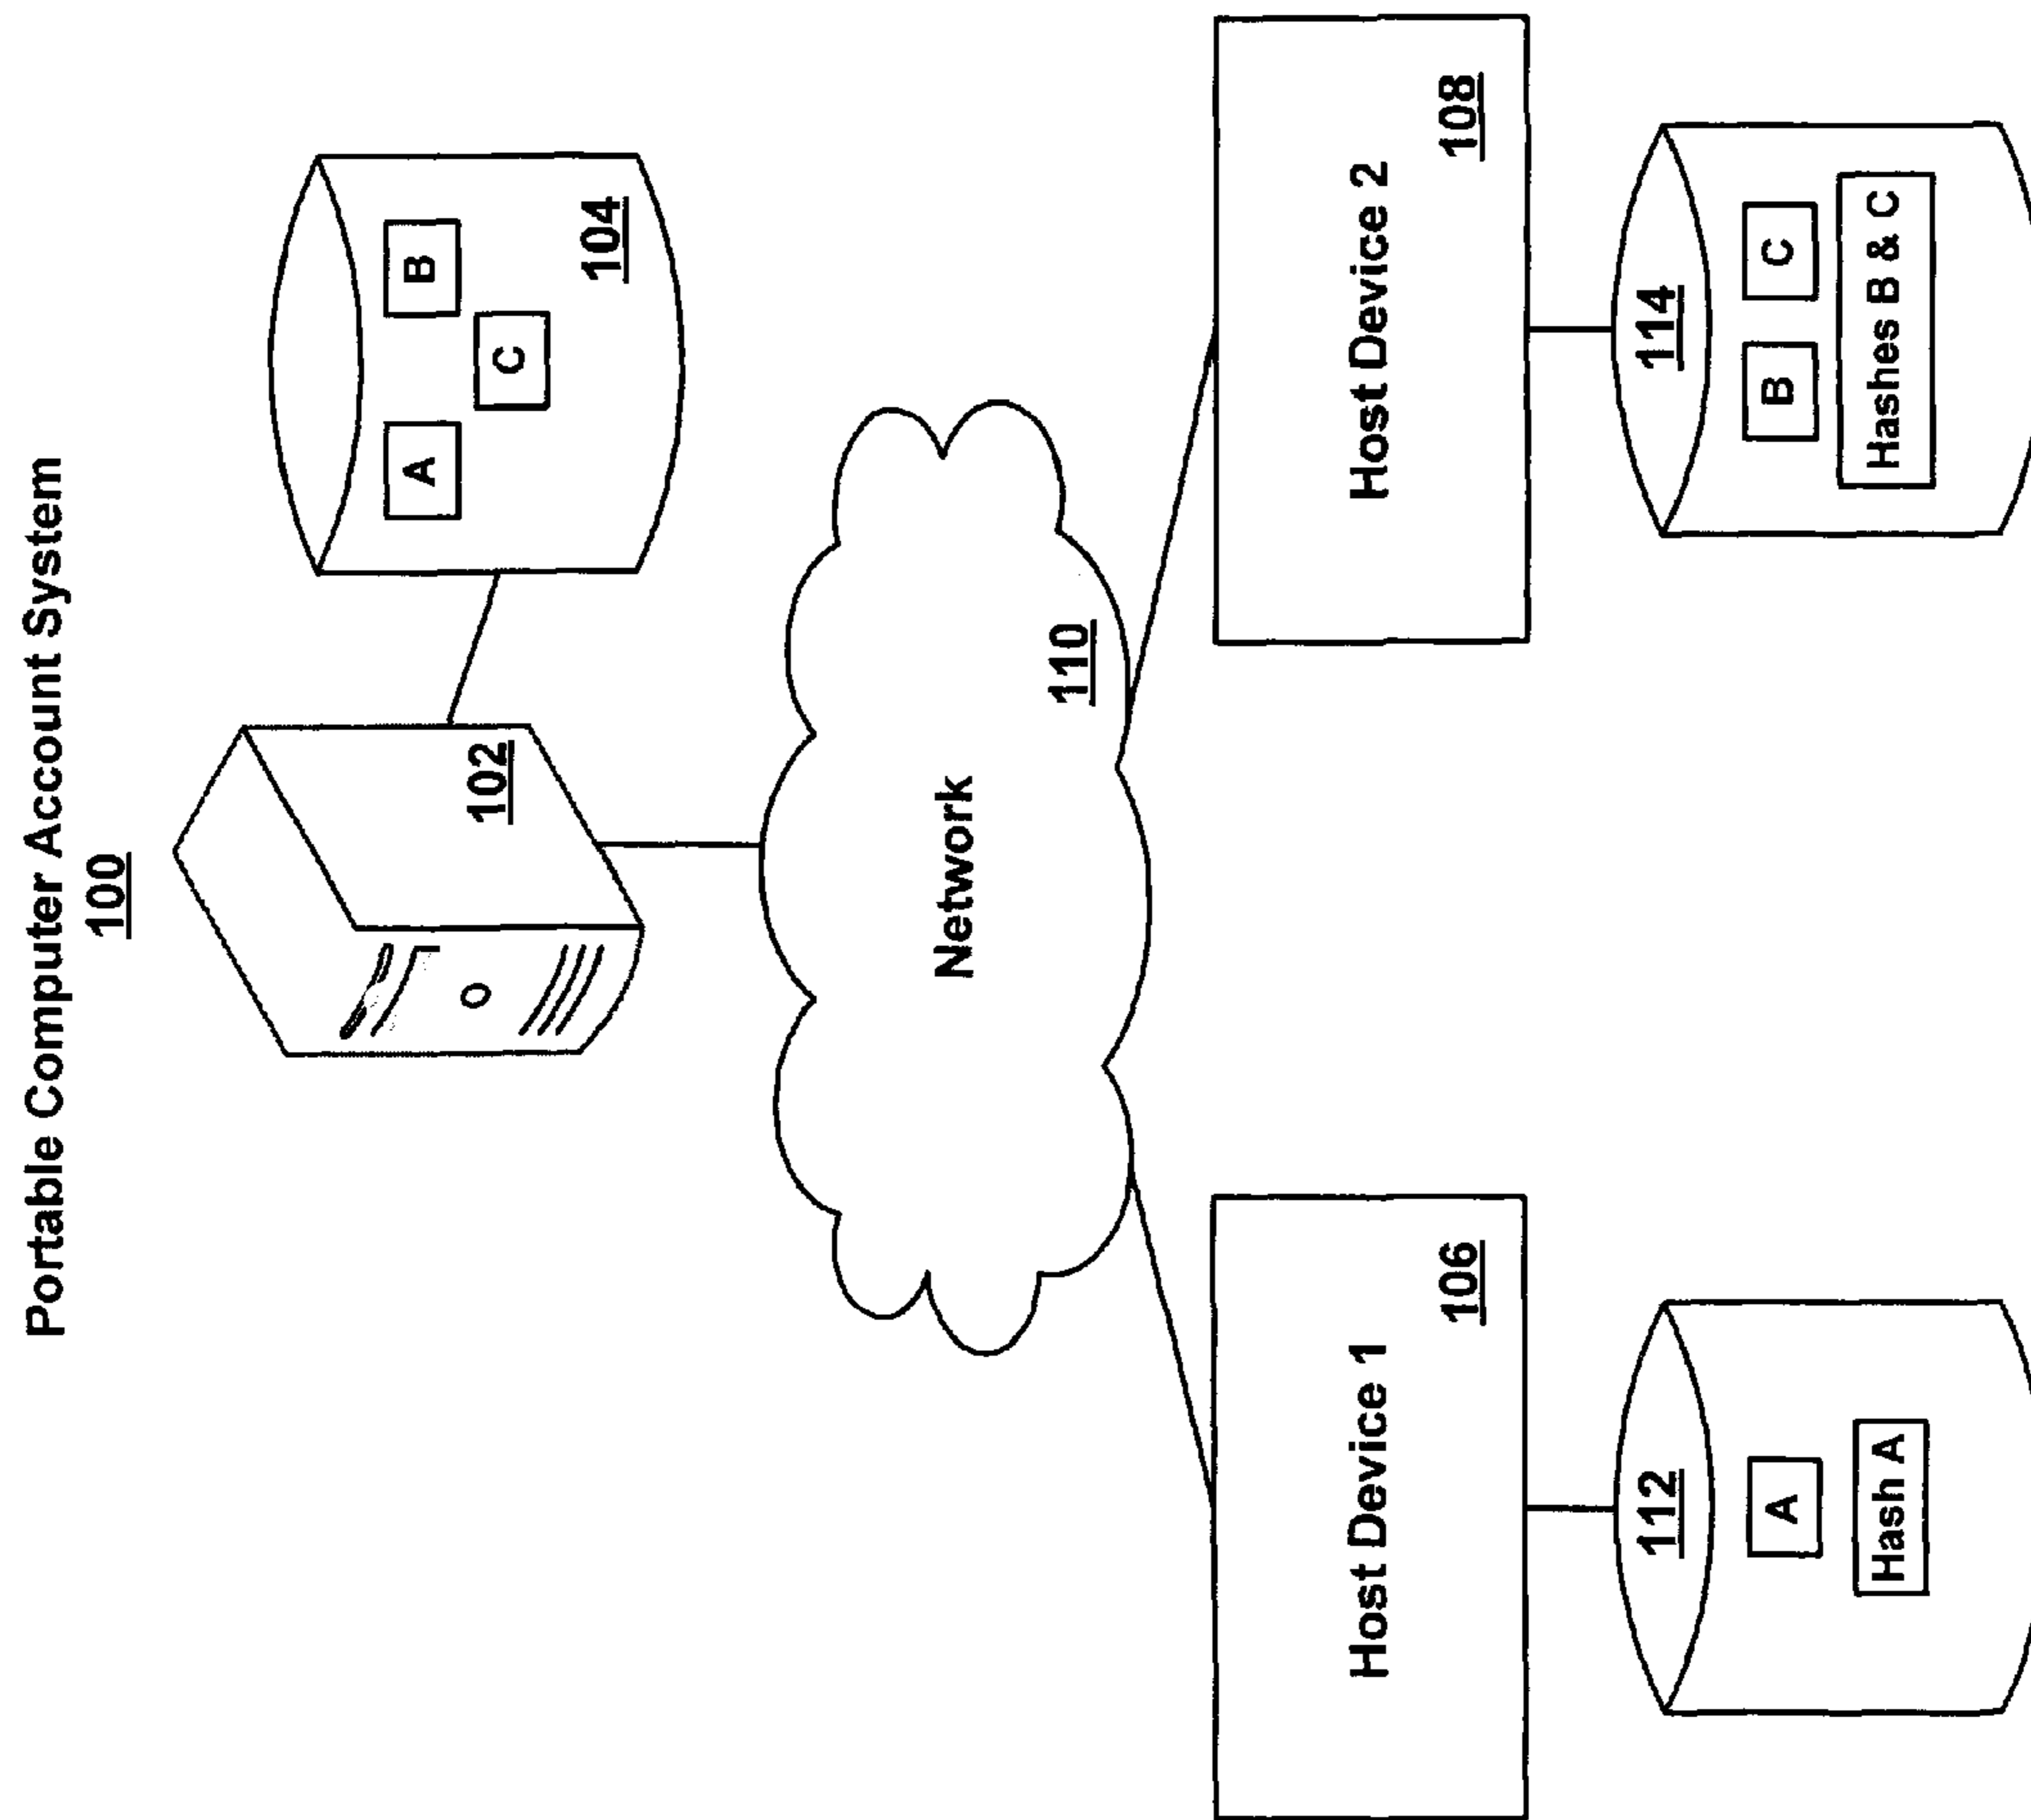 Portable Computer Account System
100
102
A
B
C
104
Network
110
Host Device 1
106
Host Device 2
108
112
A
Hash A
114
B
C
Hashes B & C